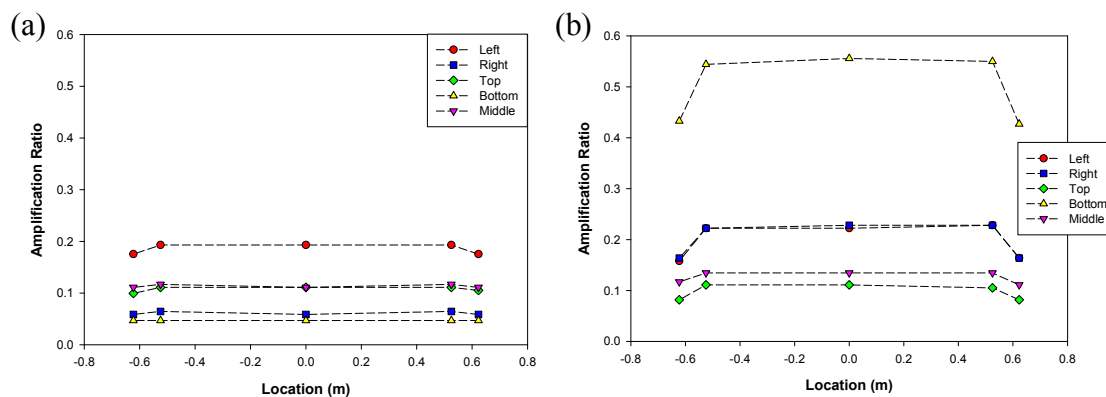 (a)
Amplification Ratio
0.6
0.5
0.4
0.3
0.2
0.1
0.0
-0.8 -0.6 -0.4 -0.2 0.0 0.2 0.4 0.6 0.8
Location (m)
Left
Right
Top
Bottom
Middle
(b)
Amplification Ratio
0.6
0.5
0.4
0.3
0.2
0.1
0.0
-0.8 -0.6 -0.4 -0.2 0.0 0.2 0.4 0.6 0.8
Location (m)
Left
Right
Top
Bottom
Middle